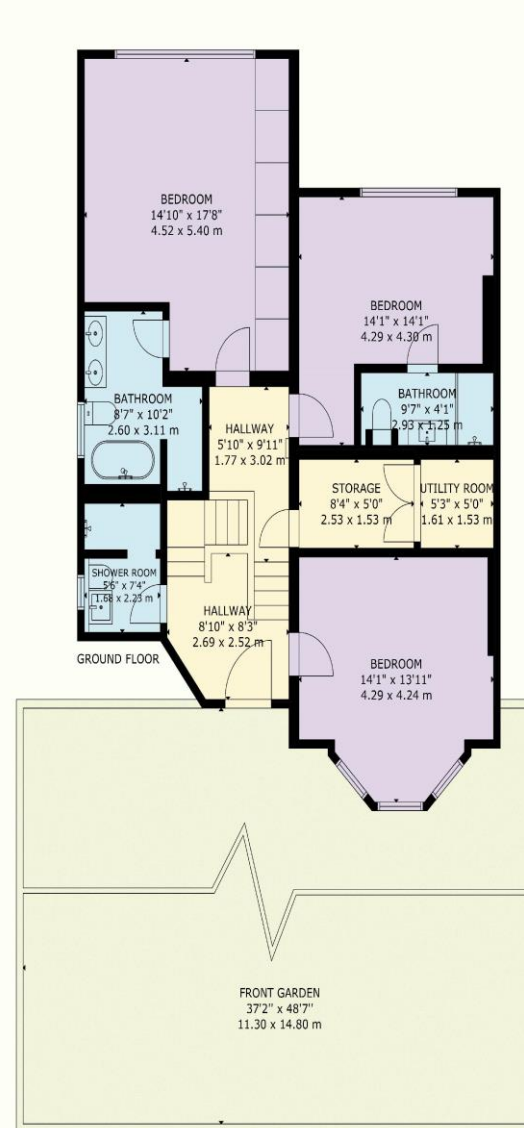 BEDROOM
14'10" x 17'8"
4.52 x 5.40 m
BEDROOM
14'1" x 14'1"
4.29 x 4.30 m
BATHROOM
8'7" x 10'2"
2.60 x 3.11 m
HALLWAY
5'10" x 9'11"
1.77 x 3.02 m
BATHROOM
9'7" x 4'1"
2.93 x 1.25 m
STORAGE
8'4" x 5'0"
2.53 x 1.53 m
UTILITY ROOM
5'3" x 5'0"
1.61 x 1.53 m
SHOWER ROOM
5'6" x 7'4"
1.68 x 2.23 m
HALLWAY
8'10" x 8'3"
2.69 x 2.52 m
GROUND FLOOR
BEDROOM
14'1" x 13'11"
4.29 x 4.24 m
FRONT GARDEN
37'2" x 48'7"
11.30 x 14.80 m